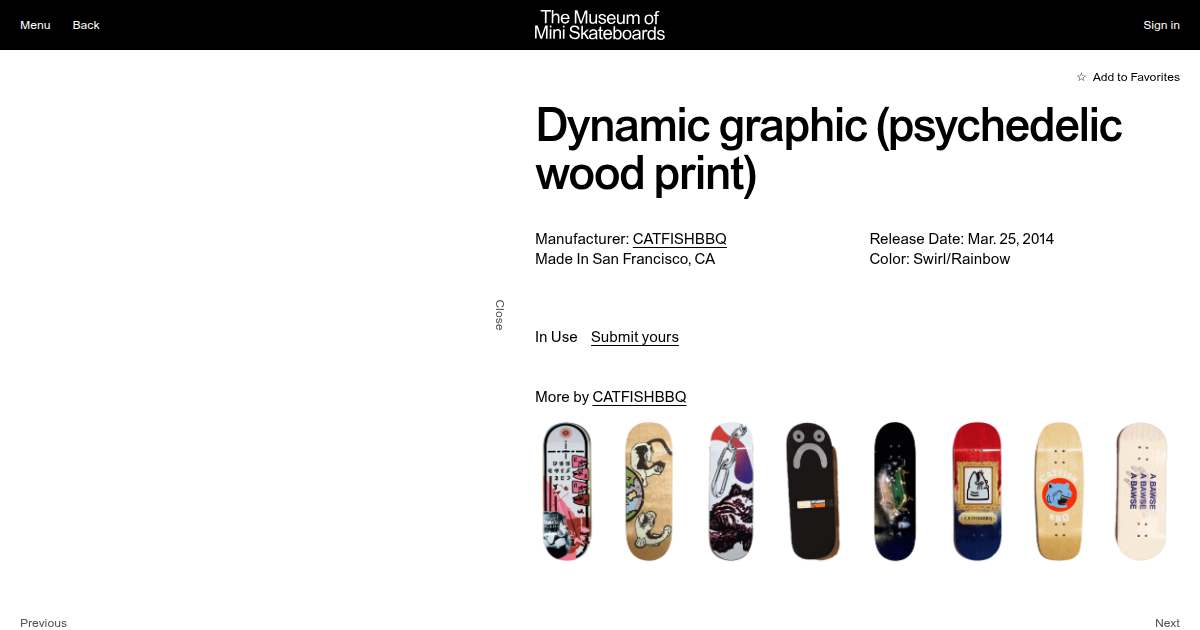 Menu
Back
The Museum of
Mini Skateboards
Sign in
☆ Add to Favorites
Dynamic graphic (psychedelic
wood print)
Manufacturer: CATFISHBBQ
Made In San Francisco, CA
Release Date: Mar. 25, 2014
Color: Swirl/Rainbow
Close
In Use
Submit yours
More by CATFISHBBQ
CATFISHBBQ
A BAWSE
A BAWSE
A BAWSE
Previous
Next